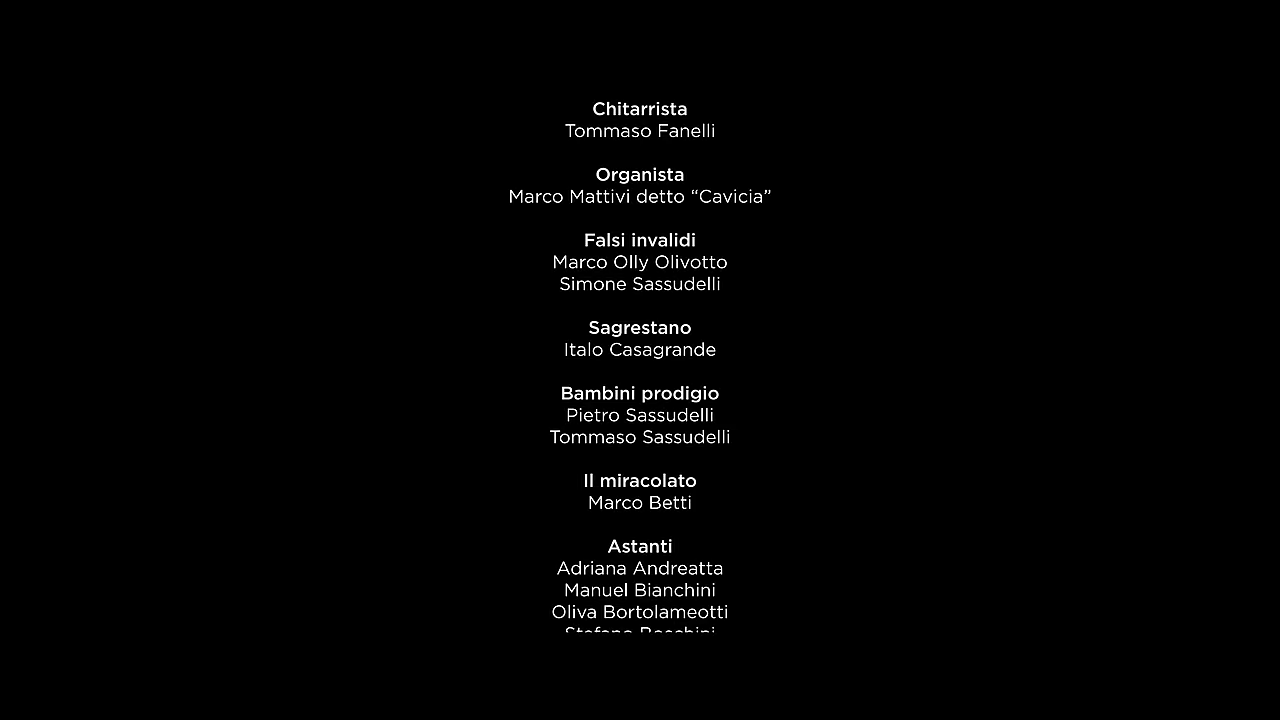 Chitarrista
Tommaso Fanelli
Organista
Marco Mattivi detto “Cavicia”
Falsi invalidi
Marco Olly Olivotto
Simone Sassudelli
Sagrestano
Italo Casagrande
Bambini prodigio
Pietro Sassudelli
Tommaso Sassudelli
Il miracolato
Marco Betti
Astanti
Adriana Andreatta
Manuel Bianchini
Oliva Bortolameotti
Stefano